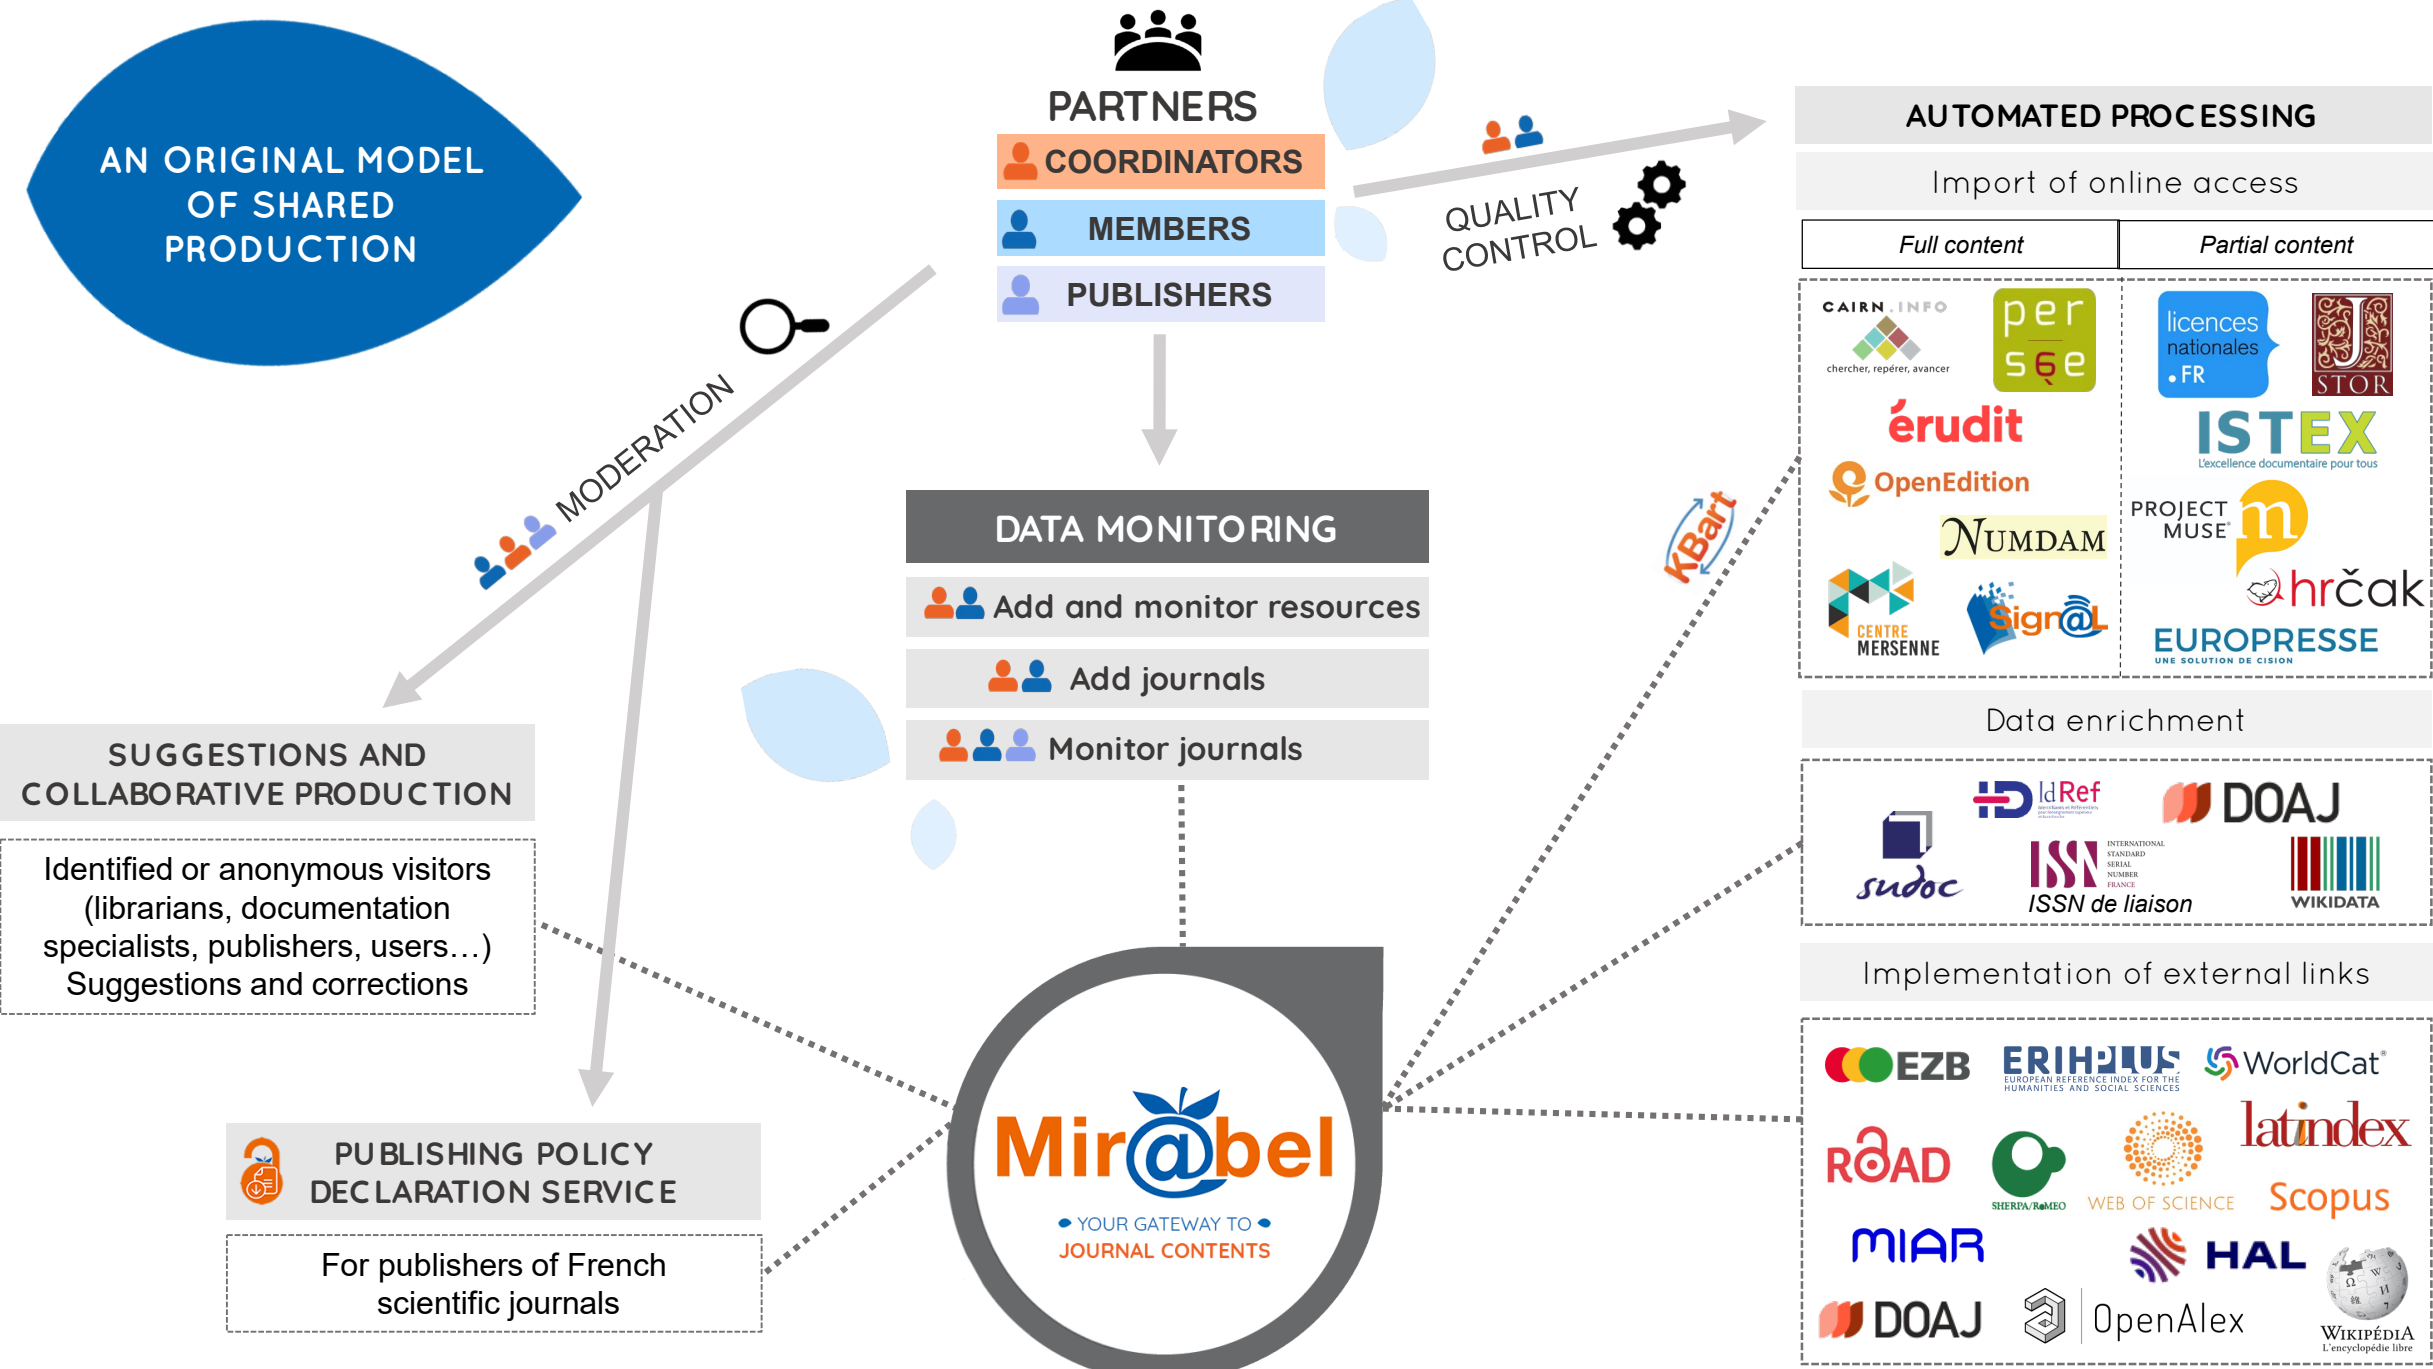 AN ORIGINAL MODEL
OF SHARED
PRODUCTION
PARTNERS
COORDINATORS
MEMBERS
PUBLISHERS
QUALITY
CONTROL
MODERATION
DATA MONITORING
Add and monitor resources
Add journals
Monitor journals
SUGGESTIONS AND
COLLABORATIVE PRODUCTION
Identified or anonymous visitors
(librarians, documentation
specialists, publishers, users…)
Suggestions and corrections
PUBLISHING POLICY
DECLARATION SERVICE
For publishers of French
scientific journals
Mir@bel
YOUR GATEWAY TO
JOURNAL CONTENTS
KBart
AUTOMATED PROCESSING
Import of online access
Full content
Partial content
CAIRN.INFO
chercher, repérer, avancer
per
sée
érudit
OpenEdition
NUMDAM
CENTRE
MERSENNE
Sign@L
licences
nationales
.FR
J
STOR
ISTEX
L'excellence documentaire pour tous
PROJECT
MUSE®
m
hrčak
EUROPRESSE
UNE SOLUTION DE CISION
Data enrichment
IdRef
DOAJ
sudoc
ISSN
INTERNATIONAL
STANDARD
SERIAL
NUMBER
FRANCE
ISSN de liaison
WIKIDATA
Implementation of external links
EZB
ERIHPLUS
EUROPEAN REFERENCE INDEX FOR THE
HUMANITIES AND SOCIAL SCIENCES
WorldCat®
ROAD
SHERPA/RoMEO
WEB OF SCIENCE
latindex
Scopus
MIAR
HAL
DOAJ
OpenAlex
WIKIPÉDIA
L'encyclopédie libre